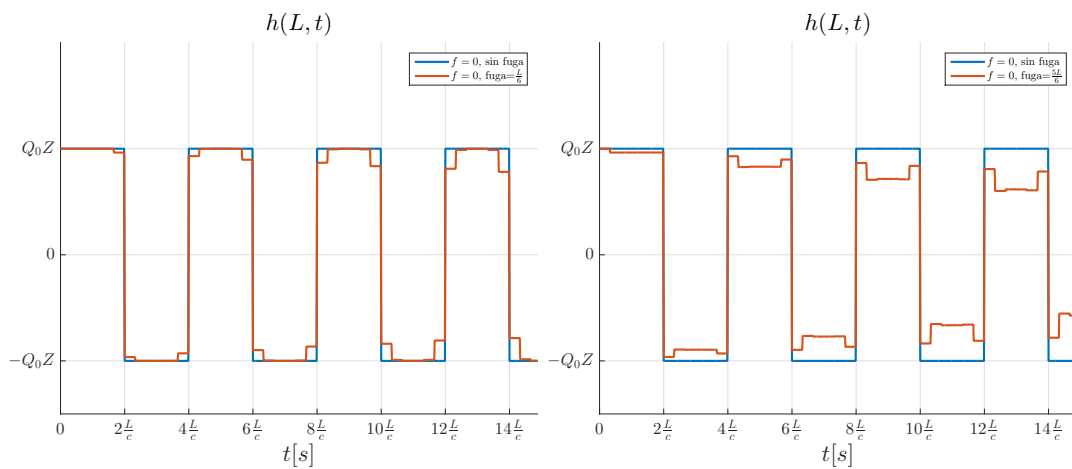 h(L, t)
f = 0, sin fuga
f = 0, fuga=L/6
Q₀Z
0
−Q₀Z
0 2L/c 4L/c 6L/c 8L/c 10L/c 12L/c 14L/c
t[s]
h(L, t)
f = 0, sin fuga
f = 0, fuga=5L/6
Q₀Z
0
−Q₀Z
0 2L/c 4L/c 6L/c 8L/c 10L/c 12L/c 14L/c
t[s]